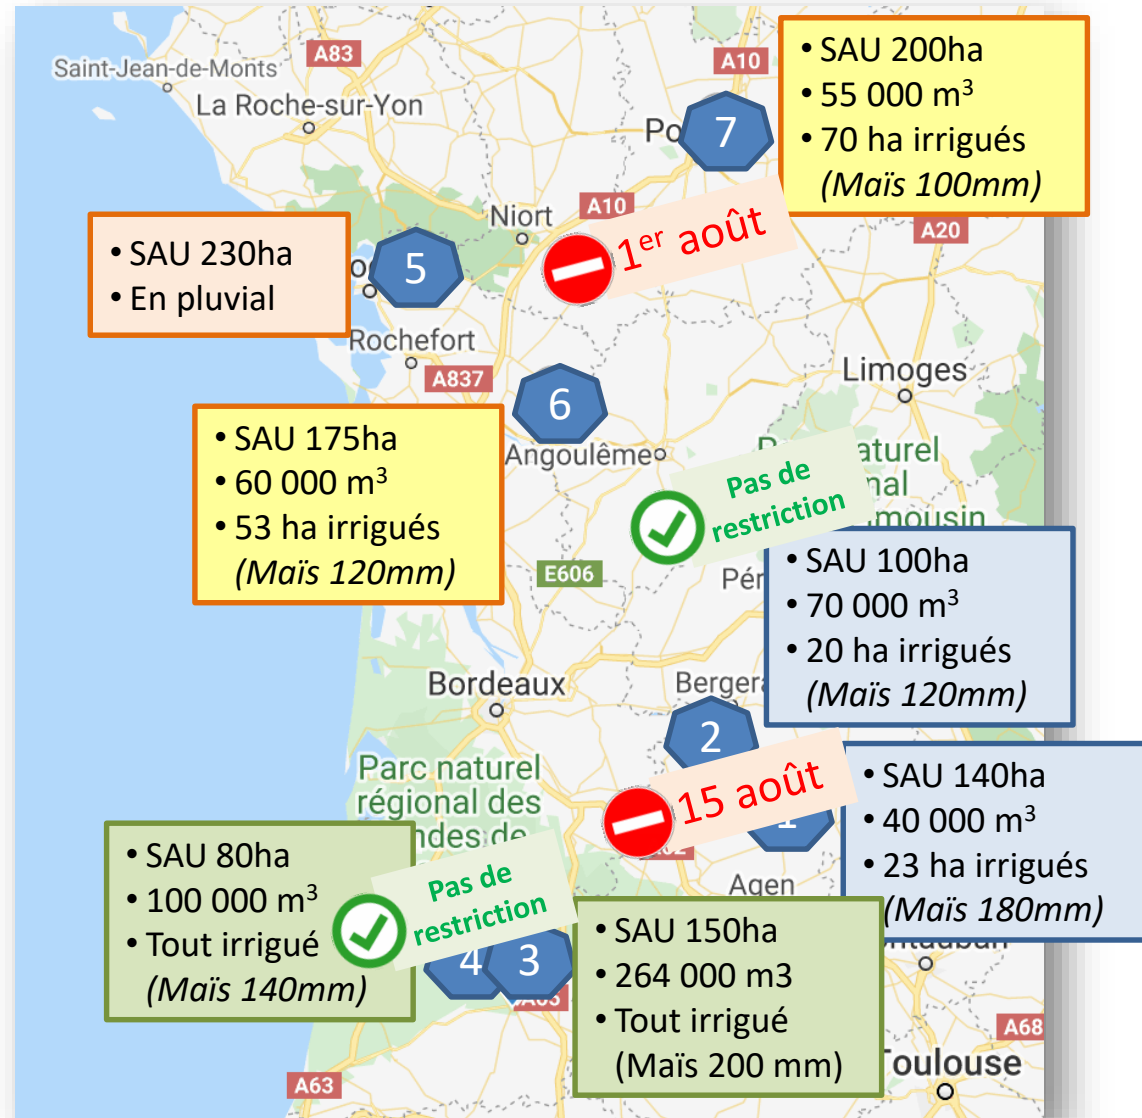 A83
Saint-Jean-de-Monts
La Roche-sur-Yon
A10
7
• SAU 200ha
• 55 000 m³
• 70 ha irrigués
(Maïs 100mm)
Niort
A10
1er août
A20
• SAU 230ha
• En pluvial
5
Rochefort
A837
Limoges
6
Angoulême
• SAU 175ha
• 60 000 m³
• 53 ha irrigués
(Maïs 120mm)
Pas de
restriction
E606
• SAU 100ha
• 70 000 m³
• 20 ha irrigués
(Maïs 120mm)
Bordeaux
2
Parc naturel
régional des
15 août
1
• SAU 140ha
• 40 000 m³
• 23 ha irrigués
(Maïs 180mm)
Agen
• SAU 80ha
• 100 000 m³
• Tout irrigué
(Maïs 140mm)
Pas de
restriction
4
3
• SAU 150ha
• 264 000 m3
• Tout irrigué
(Maïs 200 mm)
A68
A63